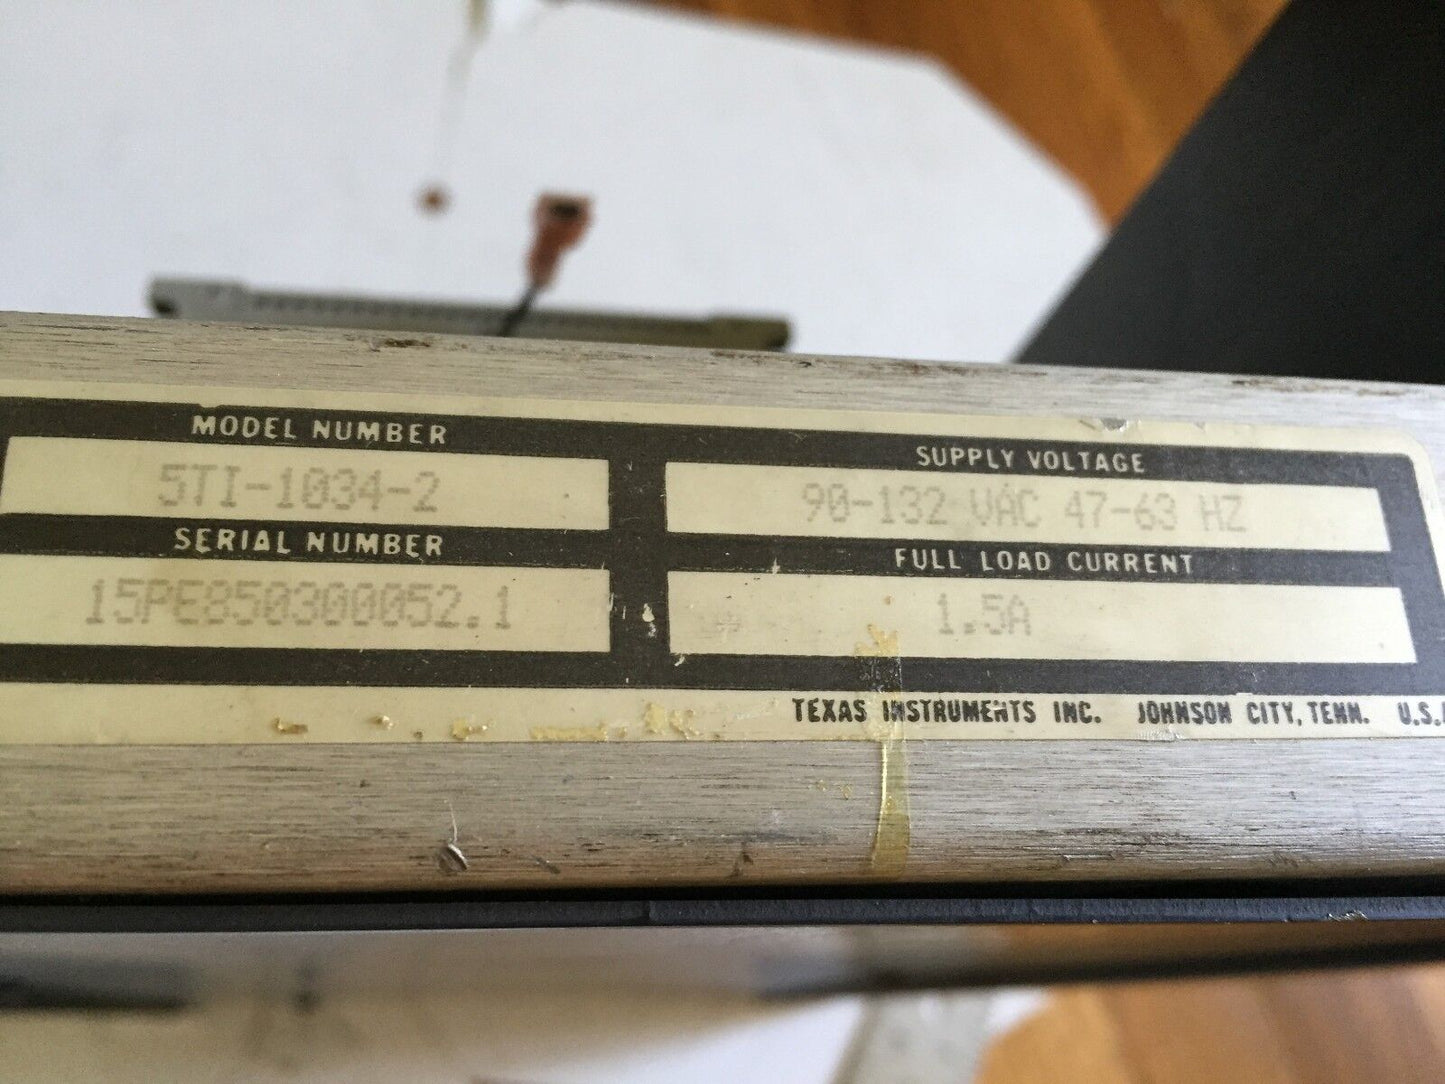 MODEL NUMBER
5TI-1034-2
SERIAL NUMBER
15PE850300052.1
SUPPLY VOLTAGE
90-132 VAC 47-63 HZ
FULL LOAD CURRENT
1.5A
TEXAS INSTRUMENTS INC. JOHNSON CITY, TENN. U.S.